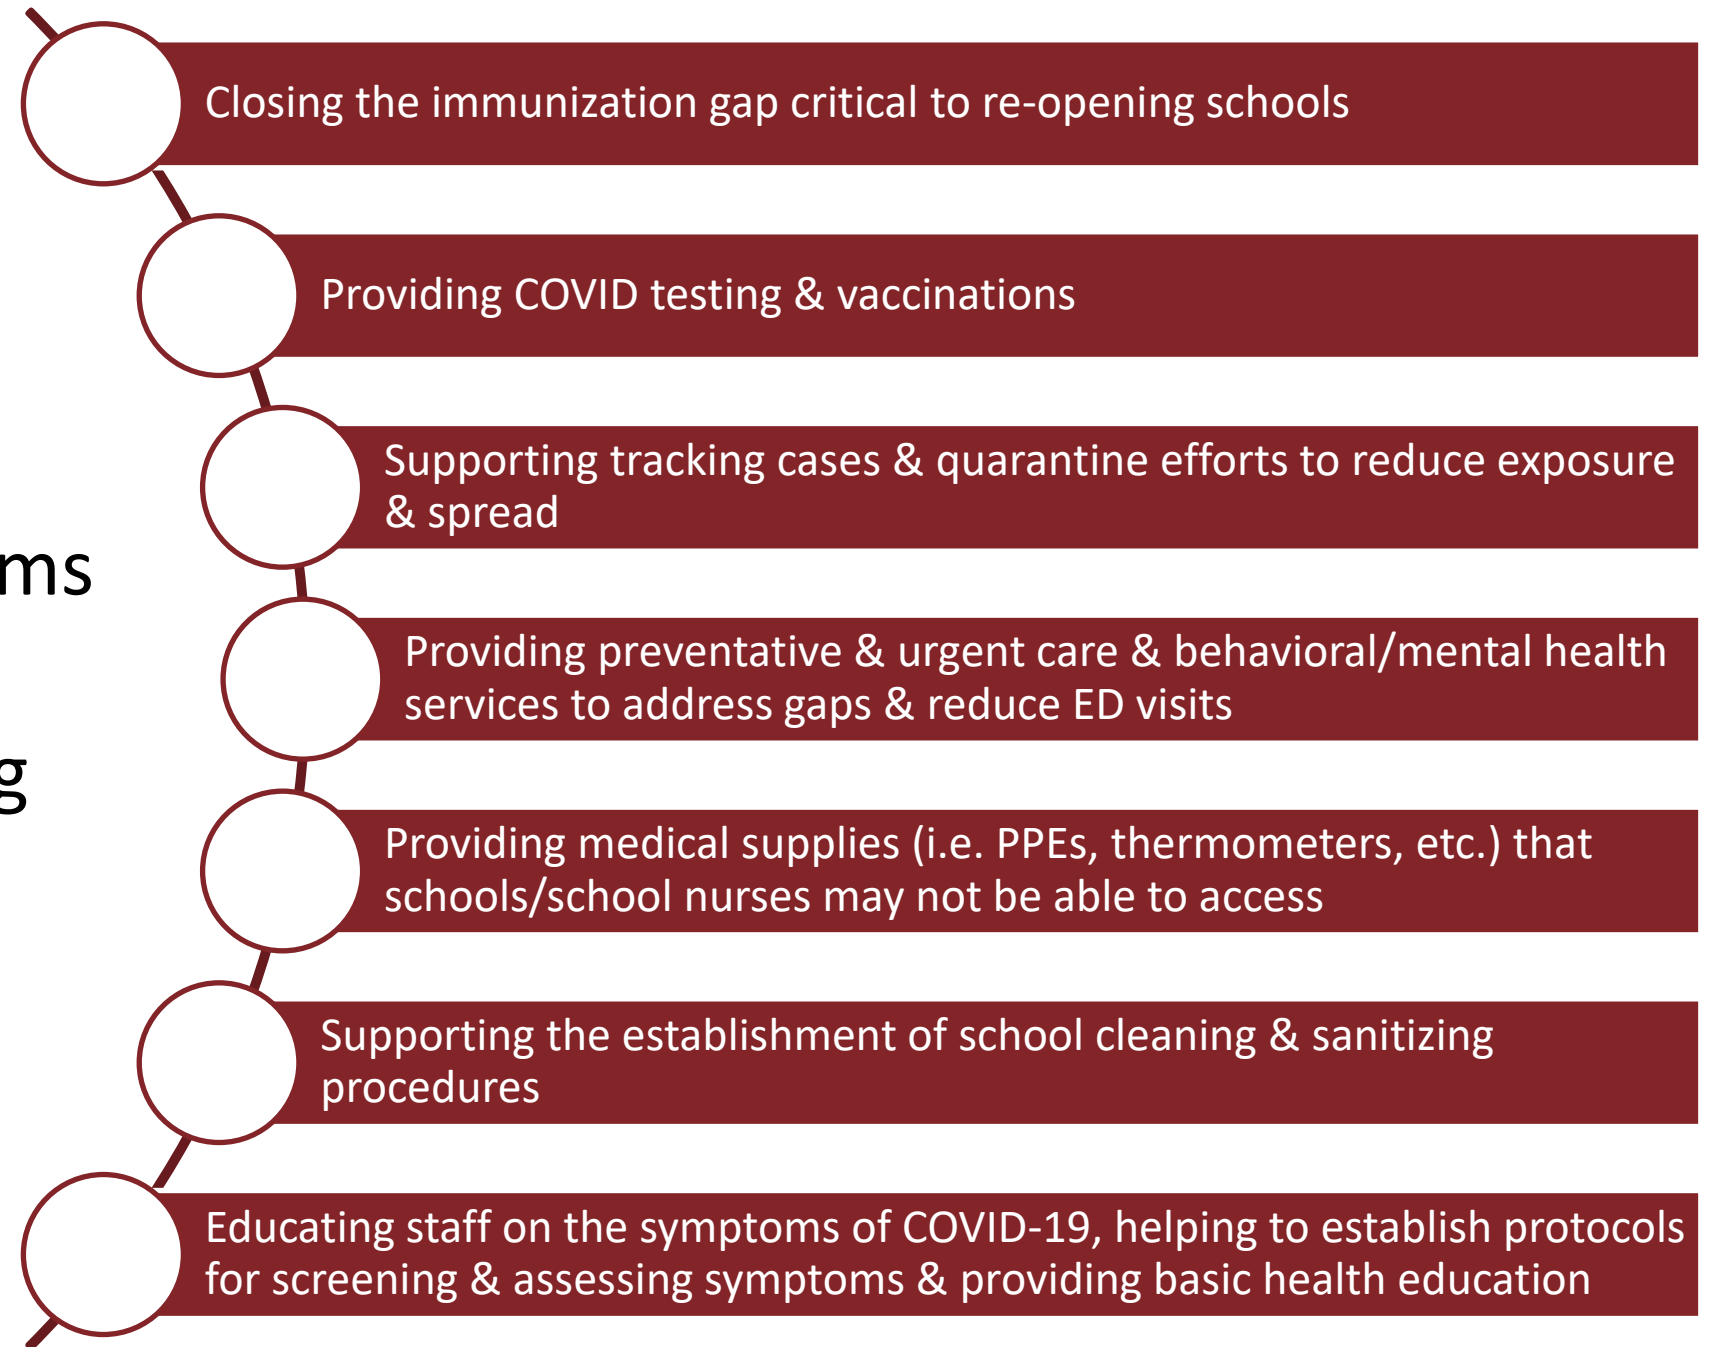 Closing the immunization gap critical to re-opening schools
Providing COVID testing & vaccinations
Supporting tracking cases & quarantine efforts to reduce exposure
& spread
ms
Providing preventative & urgent care & behavioral/mental health
services to address gaps & reduce ED visits
g
Providing medical supplies (i.e. PPEs, thermometers, etc.) that
schools/school nurses may not be able to access
Supporting the establishment of school cleaning & sanitizing
procedures
Educating staff on the symptoms of COVID-19, helping to establish protocols
for screening & assessing symptoms & providing basic health education